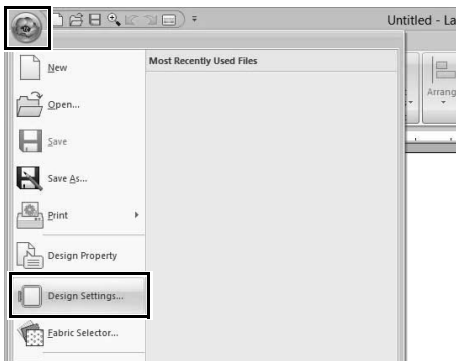 Untitled - La
Most Recently Used Files
New
Open...
Save
Save As...
Print
Design Property
Design Settings...
Fabric Selector...
Arrang